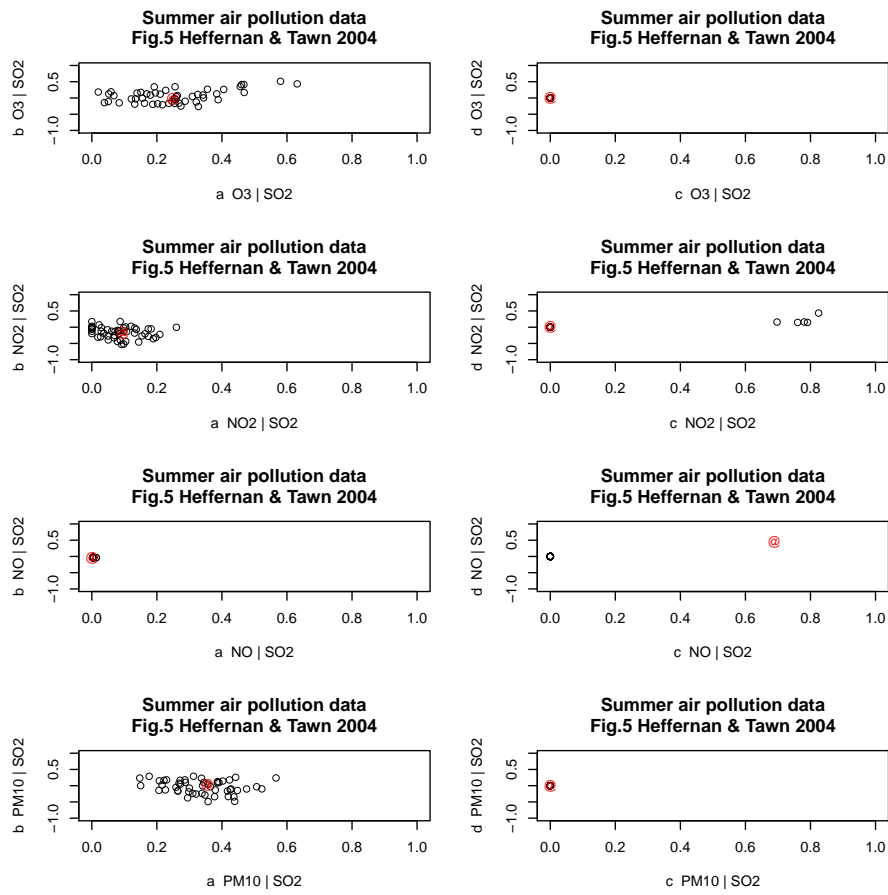 Summer air pollution data
Fig.5 Heffernan & Tawn 2004
b O3 | SO2
0.5
−1.0
0.0 0.2 0.4 0.6 0.8 1.0
a O3 | SO2
Summer air pollution data
Fig.5 Heffernan & Tawn 2004
d O3 | SO2
0.5
−1.0
@
0.0 0.2 0.4 0.6 0.8 1.0
c O3 | SO2
Summer air pollution data
Fig.5 Heffernan & Tawn 2004
b NO2 | SO2
0.5
−1.0
0.0 0.2 0.4 0.6 0.8 1.0
a NO2 | SO2
Summer air pollution data
Fig.5 Heffernan & Tawn 2004
d NO2 | SO2
0.5
−1.0
@
0.0 0.2 0.4 0.6 0.8 1.0
c NO2 | SO2
Summer air pollution data
Fig.5 Heffernan & Tawn 2004
b NO | SO2
0.5
−1.0
@
0.0 0.2 0.4 0.6 0.8 1.0
a NO | SO2
Summer air pollution data
Fig.5 Heffernan & Tawn 2004
d NO | SO2
0.5
−1.0
@
0.0 0.2 0.4 0.6 0.8 1.0
c NO | SO2
Summer air pollution data
Fig.5 Heffernan & Tawn 2004
b PM10 | SO2
0.5
−1.0
@
0.0 0.2 0.4 0.6 0.8 1.0
a PM10 | SO2
Summer air pollution data
Fig.5 Heffernan & Tawn 2004
d PM10 | SO2
0.5
−1.0
@
0.0 0.2 0.4 0.6 0.8 1.0
c PM10 | SO2